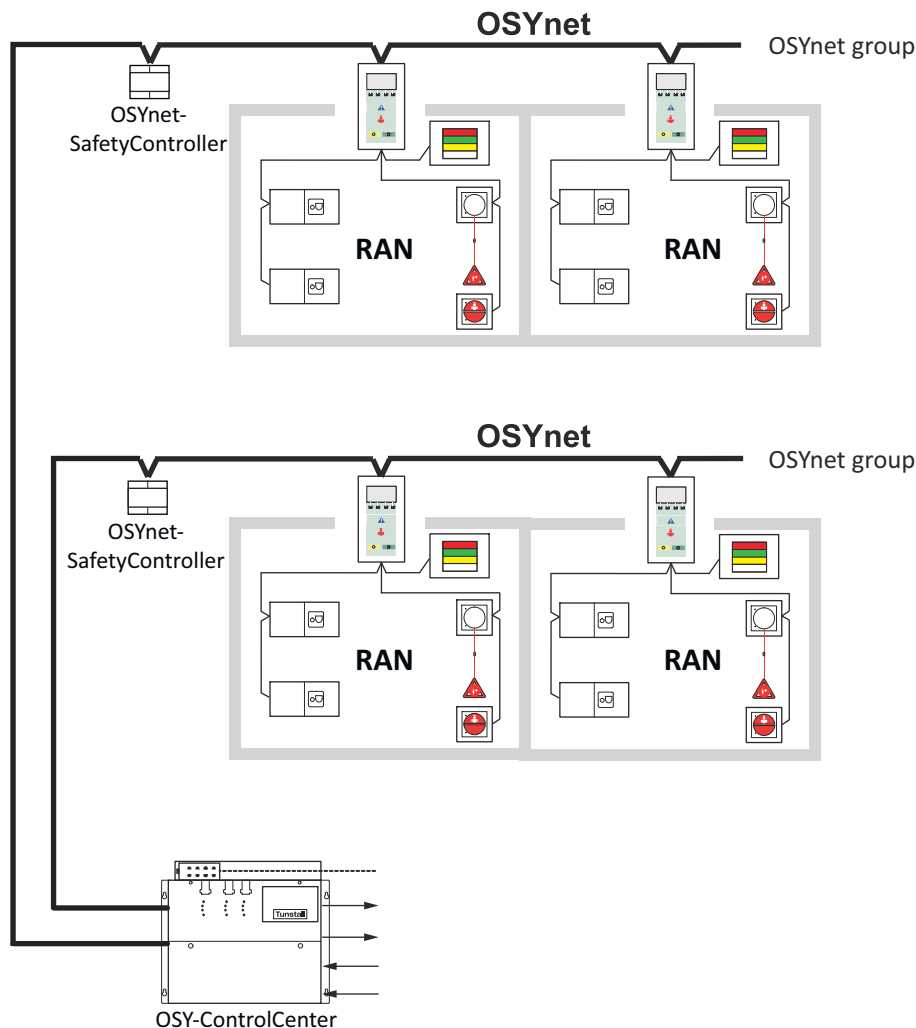 OSYnet
OSYnet group
OSYnet-
SafetyController
RAN
RAN
OSYnet
OSYnet group
OSYnet-
SafetyController
RAN
RAN
Tunstall
OSY-ControlCenter